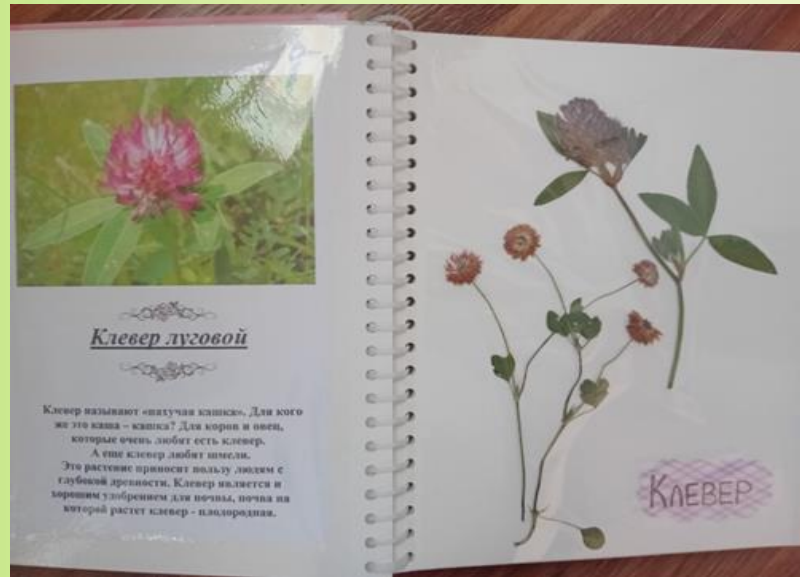 Клевер луговой
Клевер называют «пахучая кашка». Для кого
же это каша – кашка? Для коров и овец,
которые очень любят есть клевер.
А еще клевер любят шмели.
Это растение приносит пользу людям с
глубокой древности. Клевер является и
хорошим удобрением для почвы, почва на
которой растет клевер - плодородная.
КЛЕВЕР